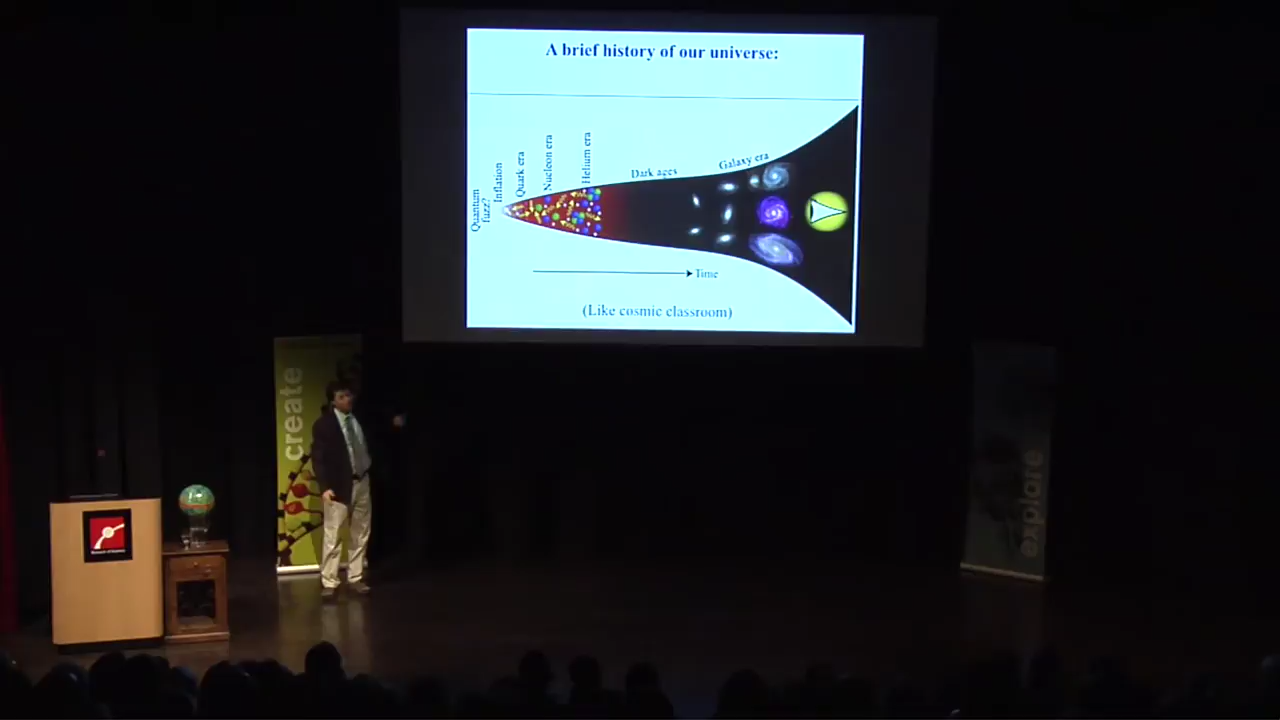 A brief history of our universe:
Quantum
fuzz?
Inflation
Quark era
Nucleon era
Helium era
Dark ages
Galaxy era
Time
(Like cosmic classroom)
create
explore